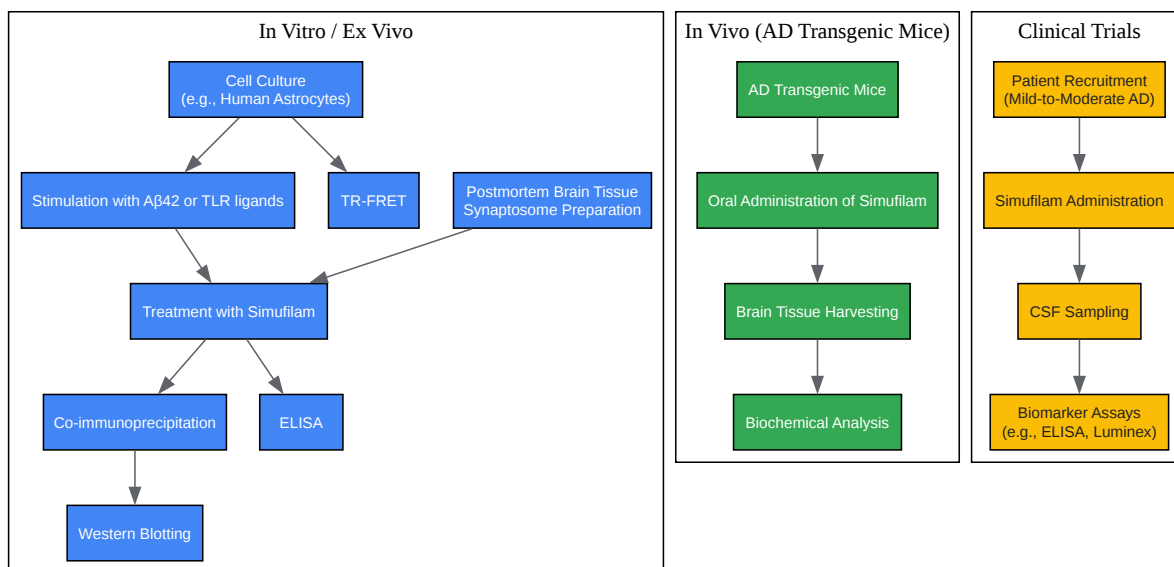 In Vitro / Ex Vivo
Cell Culture
(e.g., Human Astrocytes)
Stimulation with Aβ42 or TLR ligands
TR-FRET
Postmortem Brain Tissue
Synaptosome Preparation
Treatment with Simufilam
Co-immunoprecipitation
ELISA
Western Blotting
In Vivo (AD Transgenic Mice)
AD Transgenic Mice
Oral Administration of Simufilam
Brain Tissue Harvesting
Biochemical Analysis
Clinical Trials
Patient Recruitment
(Mild-to-Moderate AD)
Simufilam Administration
CSF Sampling
Biomarker Assays
(e.g., ELISA, Luminex)